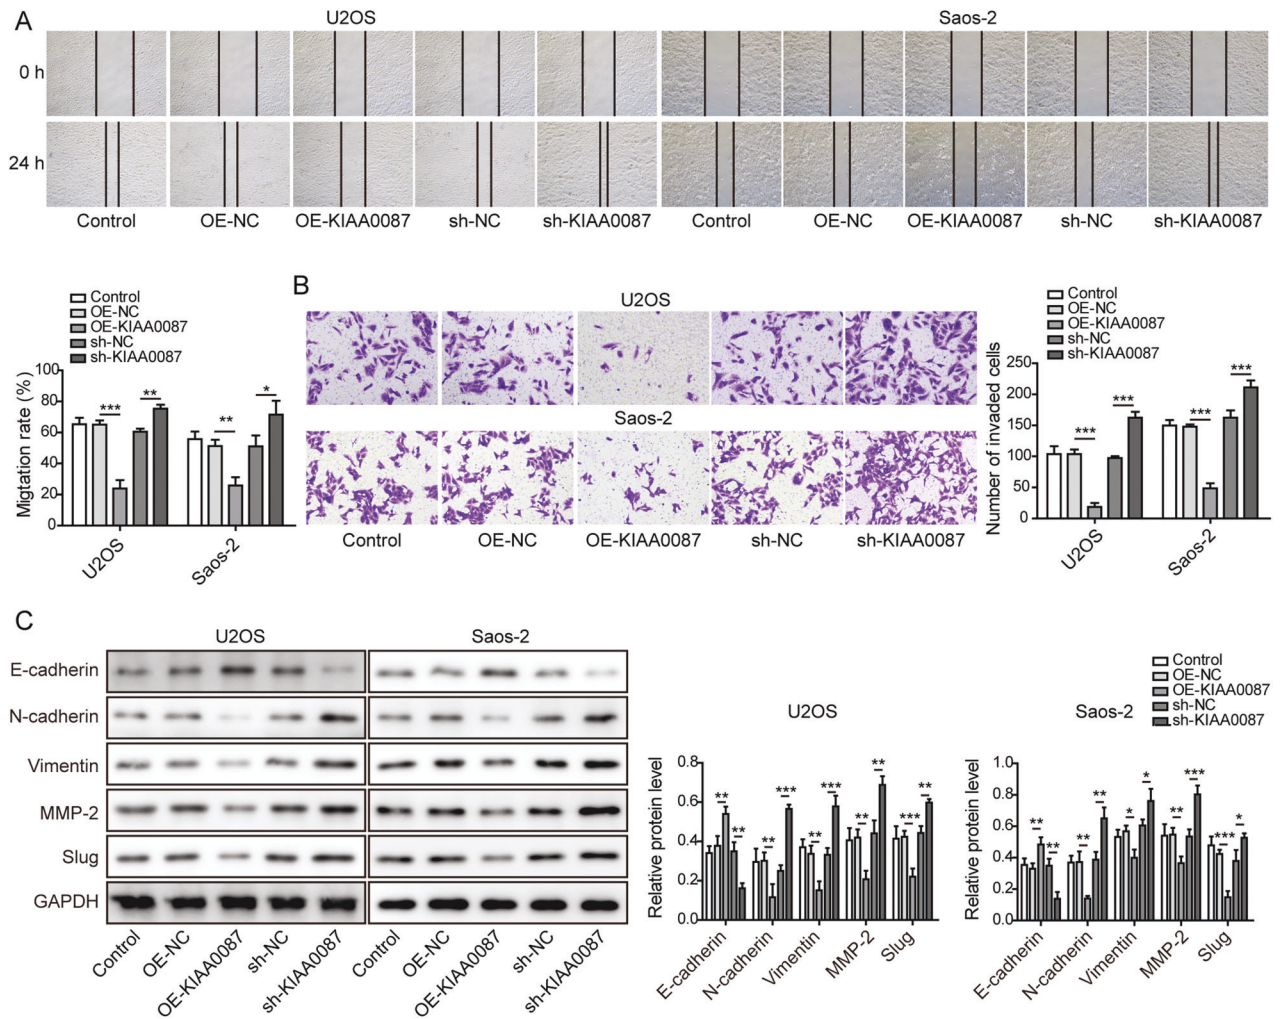 A
U2OS
Saos-2
0 h
24 h
Control OE-NC OE-KIAA0087 sh-NC sh-KIAA0087 Control OE-NC OE-KIAA0087 sh-NC sh-KIAA0087
Control
OE-NC
OE-KIAA0087
sh-NC
sh-KIAA0087
Migtation rate (%)
100
80
60
40
20
0
*** ** ** *
U2OS
Saos-2
B
U2OS
Saos-2
Control OE-NC OE-KIAA0087 sh-NC sh-KIAA0087
Control
OE-NC
OE-KIAA0087
sh-NC
sh-KIAA0087
Number of invaded cells
250
200
150
100
50
0
*** *** *** ***
U2OS
Saos-2
C
U2OS
Saos-2
E-cadherin
N-cadherin
Vimentin
MMP-2
Slug
GAPDH
Control OE-NC OE-KIAA0087 sh-NC sh-KIAA0087 Control OE-NC OE-KIAA0087 sh-NC sh-KIAA0087
U2OS
Relative protein level
0.8
0.6
0.4
0.2
0.0
** ** ** *** ** *** ** ** *** **
E-cadherin N-cadherin Vimentin MMP-2 Slug
Control
OE-NC
OE-KIAA0087
sh-NC
sh-KIAA0087
Saos-2
Relative protein level
1.0
0.8
0.6
0.4
0.2
0.0
** ** ** ** * * ** *** *** *
E-cadherin N-cadherin Vimentin MMP-2 Slug